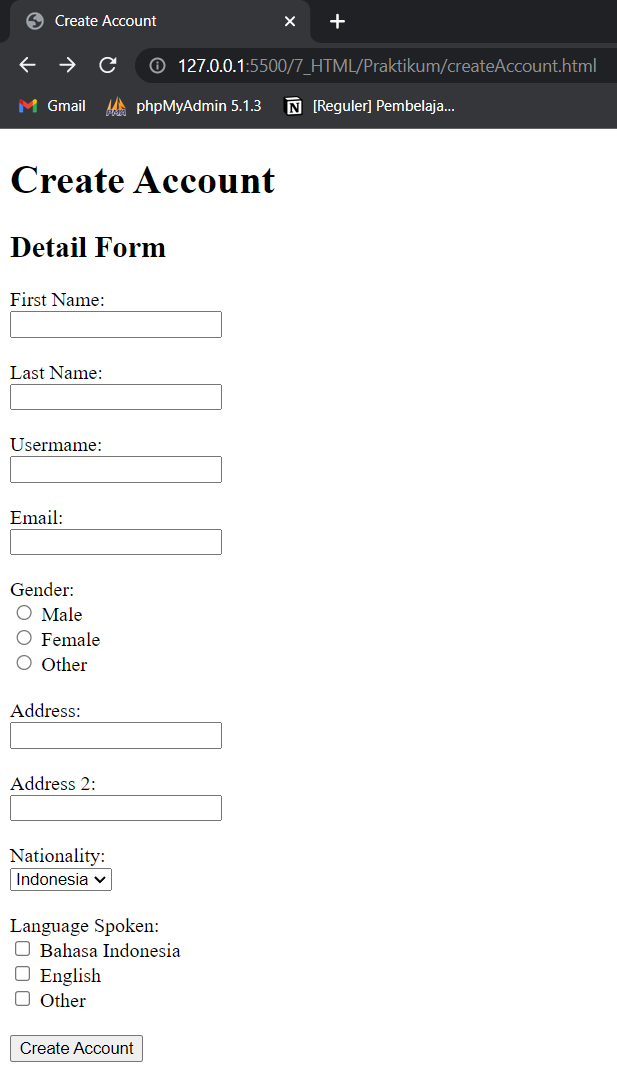 Create Account
127.0.0.1:5500/7_HTML/Praktikum/createAccount.html
Gmail phpMyAdmin 5.1.3 [Reguler] Pembelaja...
Create Account
Detail Form
First Name:
Last Name:
Usermame:
Email:
Gender:
Male
Female
Other
Address:
Address 2:
Nationality:
Indonesia
Language Spoken:
Bahasa Indonesia
English
Other
Create Account